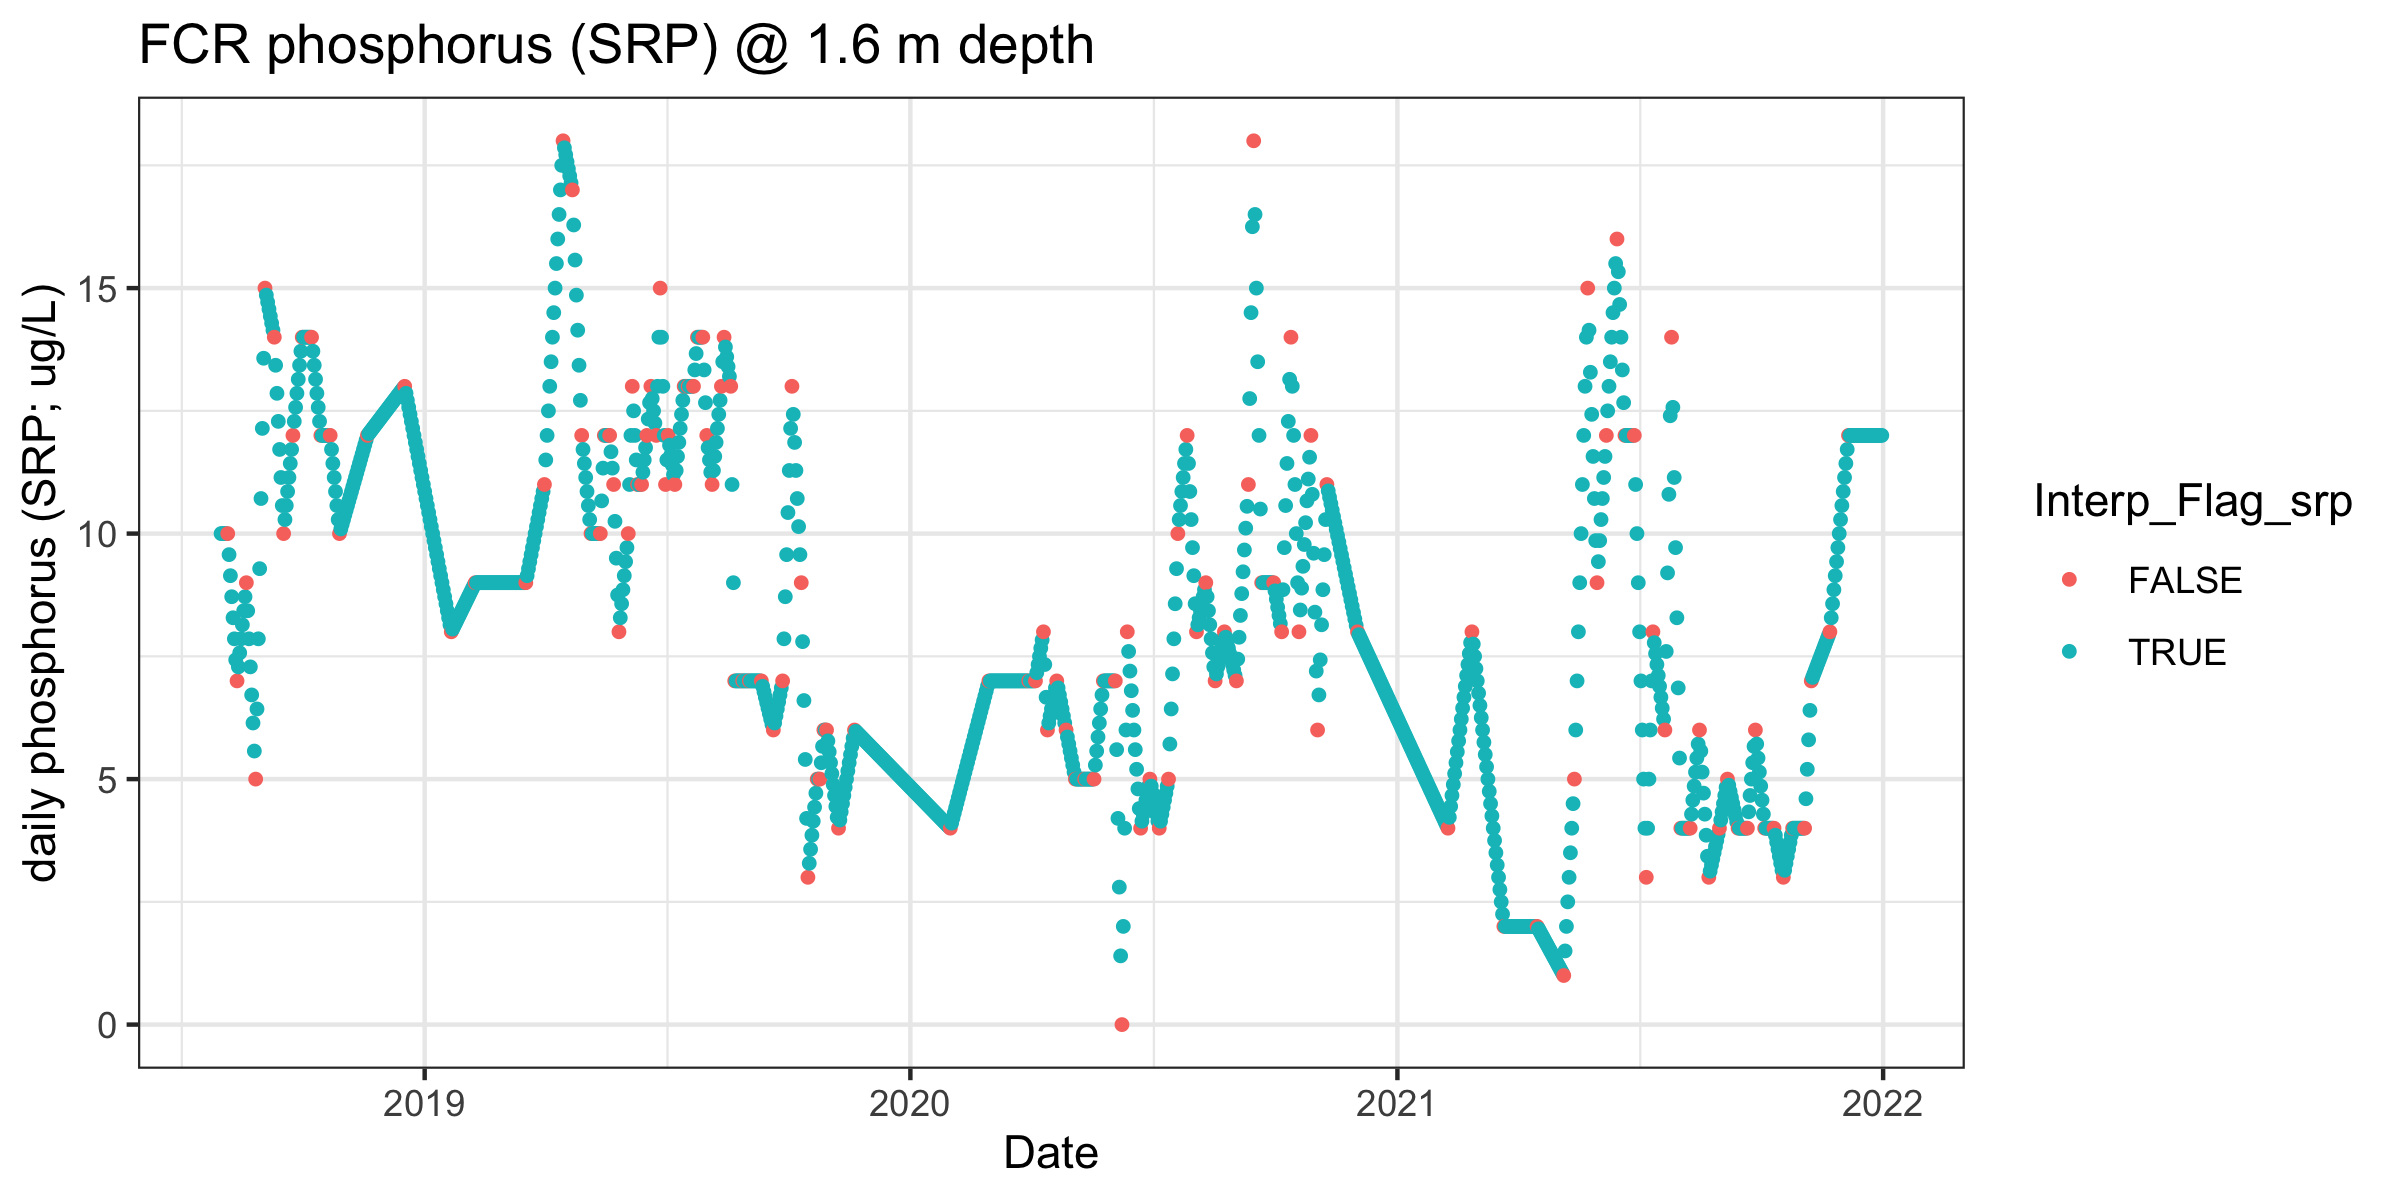 FCR phosphorus (SRP) @ 1.6 m depth
daily phosphorus (SRP; ug/L)
15
10
5
0
2019
2020
2021
2022
Date
Interp_Flag_srp
FALSE
TRUE